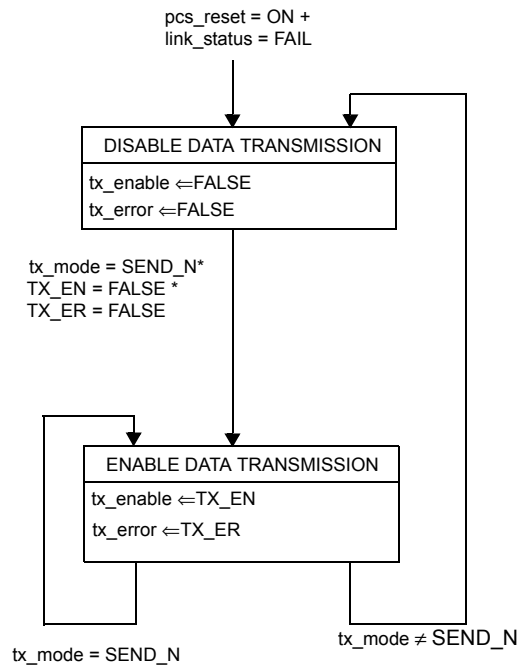 pcs_reset = ON +
link_status = FAIL
DISABLE DATA TRANSMISSION
tx_enable ⇐FALSE
tx_error ⇐FALSE
tx_mode = SEND_N*
TX_EN = FALSE *
TX_ER = FALSE
ENABLE DATA TRANSMISSION
tx_enable ⇐TX_EN
tx_error ⇐TX_ER
tx_mode = SEND_N
tx_mode ≠ SEND_N